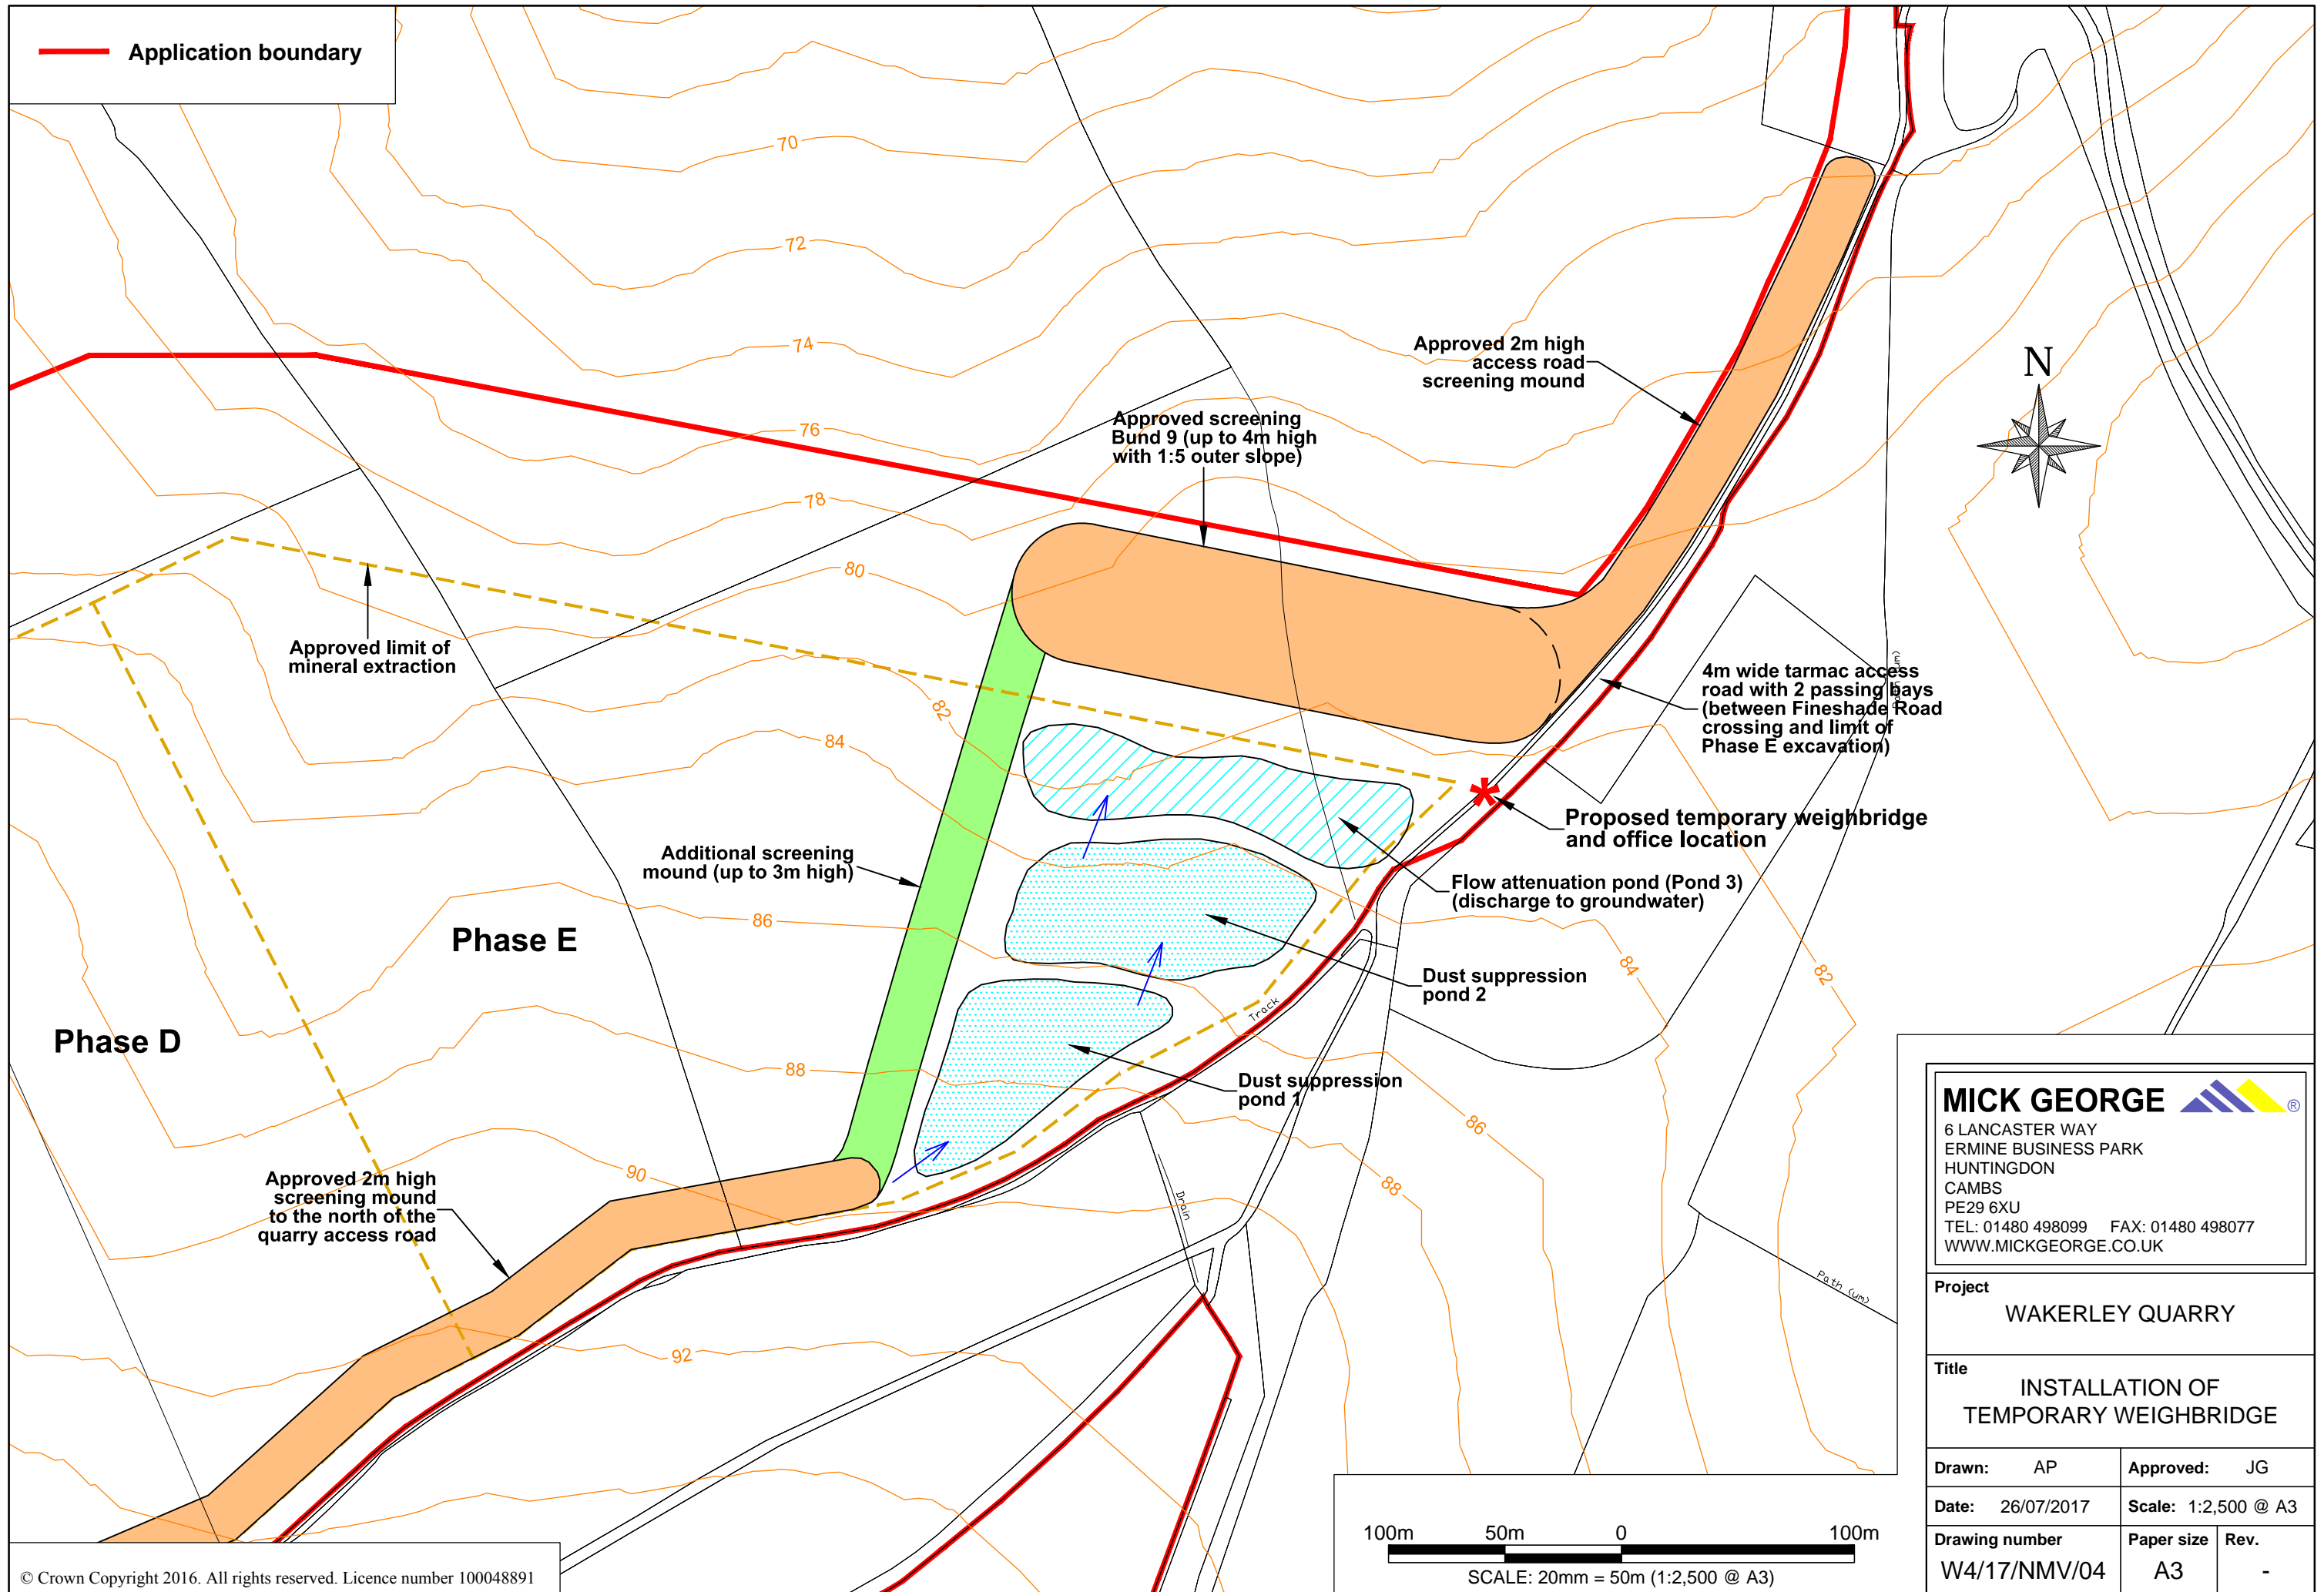 Application boundary
70
72
74
76
78
80
82
84
86
88
90
92
84
82
86
88
Approved 2m high
access road
screening mound
N
Approved screening
Bund 9 (up to 4m high
with 1:5 outer slope)
Approved limit of
mineral extraction
4m wide tarmac access
road with 2 passing bays
(between Fineshade Road
crossing and limit of
Phase E excavation)
Path (um)
Proposed temporary weighbridge
and office location
Additional screening
mound (up to 3m high)
Flow attenuation pond (Pond 3)
(discharge to groundwater)
Phase E
Dust suppression
pond 2
Track
Phase D
Dust suppression
pond 1
Approved 2m high
screening mound
to the north of the
quarry access road
Drain
Path (um)
MICK GEORGE ®
6 LANCASTER WAY
ERMINE BUSINESS PARK
HUNTINGDON
CAMBS
PE29 6XU
TEL: 01480 498099 FAX: 01480 498077
WWW.MICKGEORGE.CO.UK
Project
WAKERLEY QUARRY
Title
INSTALLATION OF
TEMPORARY WEIGHBRIDGE
Drawn: AP Approved: JG
Date: 26/07/2017 Scale: 1:2,500 @ A3
Drawing number Paper size Rev.
W4/17/NMV/04 A3 -
100m 50m 0 100m
SCALE: 20mm = 50m (1:2,500 @ A3)
© Crown Copyright 2016. All rights reserved. Licence number 100048891